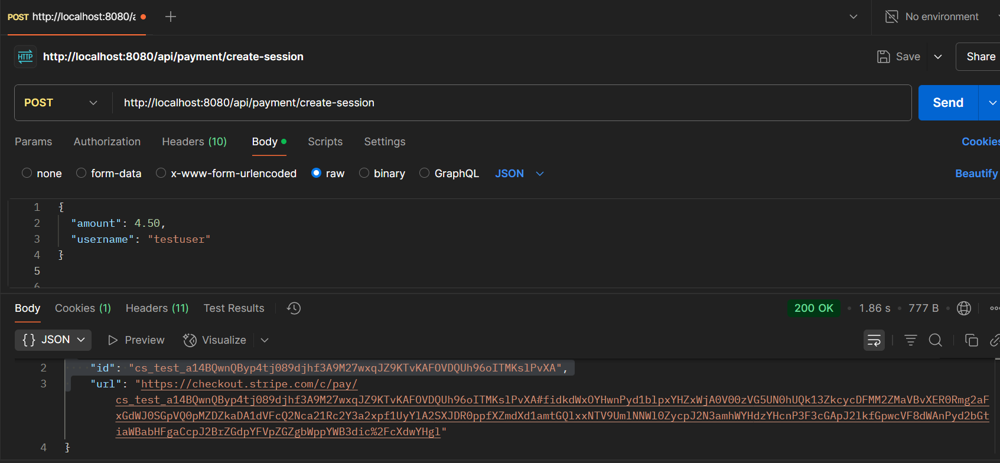 POST http://localhost:8080/a
No environment
HTTP http://localhost:8080/api/payment/create-session
Save
Share
POST
http://localhost:8080/api/payment/create-session
Send
Params Authorization Headers (10) Body Scripts Settings
Cookies
none form-data x-www-form-urlencoded raw binary GraphQL JSON
Beautify
1 {
2 "amount": 4.50,
3 "username": "testuser"
4 }
5
6
Body Cookies (1) Headers (11) Test Results
200 OK • 1.86 s • 777 B
{} JSON Preview Visualize
2 "id": "cs_test_a14BQwnQByp4tj089djhf3A9M27wxqJZ9KTvKAFOVDQUh96oITMKslPvXA",
3 "url": "https://checkout.stripe.com/c/pay/
cs_test_a14BQwnQByp4tj089djhf3A9M27wxqJZ9KTvKAFOVDQUh96oITMKslPvXA#fidkdWxOYHwnPyd1blpxYHZxWjA0V00zVG5UN0hUQk13ZkcycDFMM2ZMaVBvXER0Rmg2aF
xGdWJ0SGpVQ0pMZDZkaDA1dVFcQ2Nca21Rc2Y3a2xpf1UyYlA2SXJDR0ppfXZmdXd1amtGQlxxNTV9UmlNNWl0ZycpJ2N3amhWYHdzYHcnP3F3cGApJ2lkfGpwcVF8dWAnPyd2bGt
iaWBabHFgaCcpJ2BrZGdpYFVpZGZgbWppYWB3dic%2FcXdwYHgl"
4 }